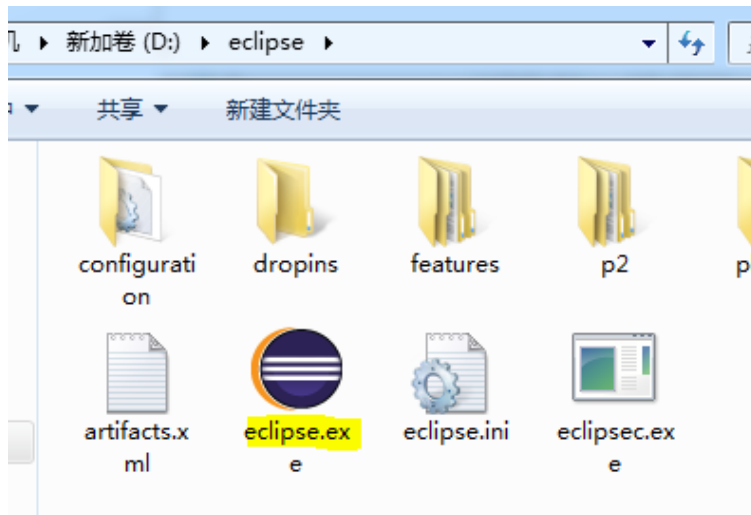 新加卷 (D:) eclipse
共享 新建文件夹
configurati dropins features p2
on
artifacts.x eclipse.ex eclipse.ini eclipsec.ex
ml e e